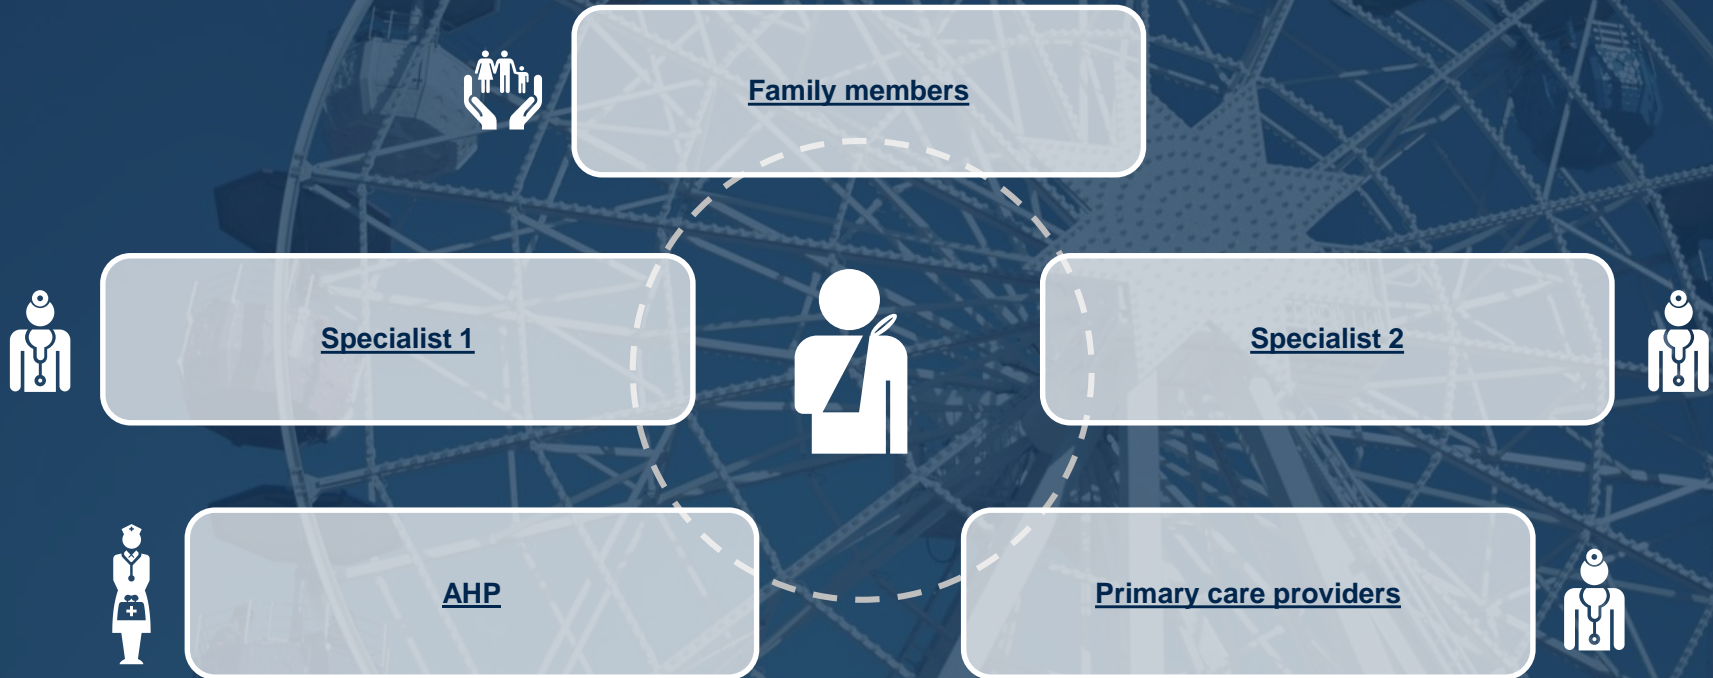 Family members
Specialist 1
Specialist 2
AHP
Primary care providers